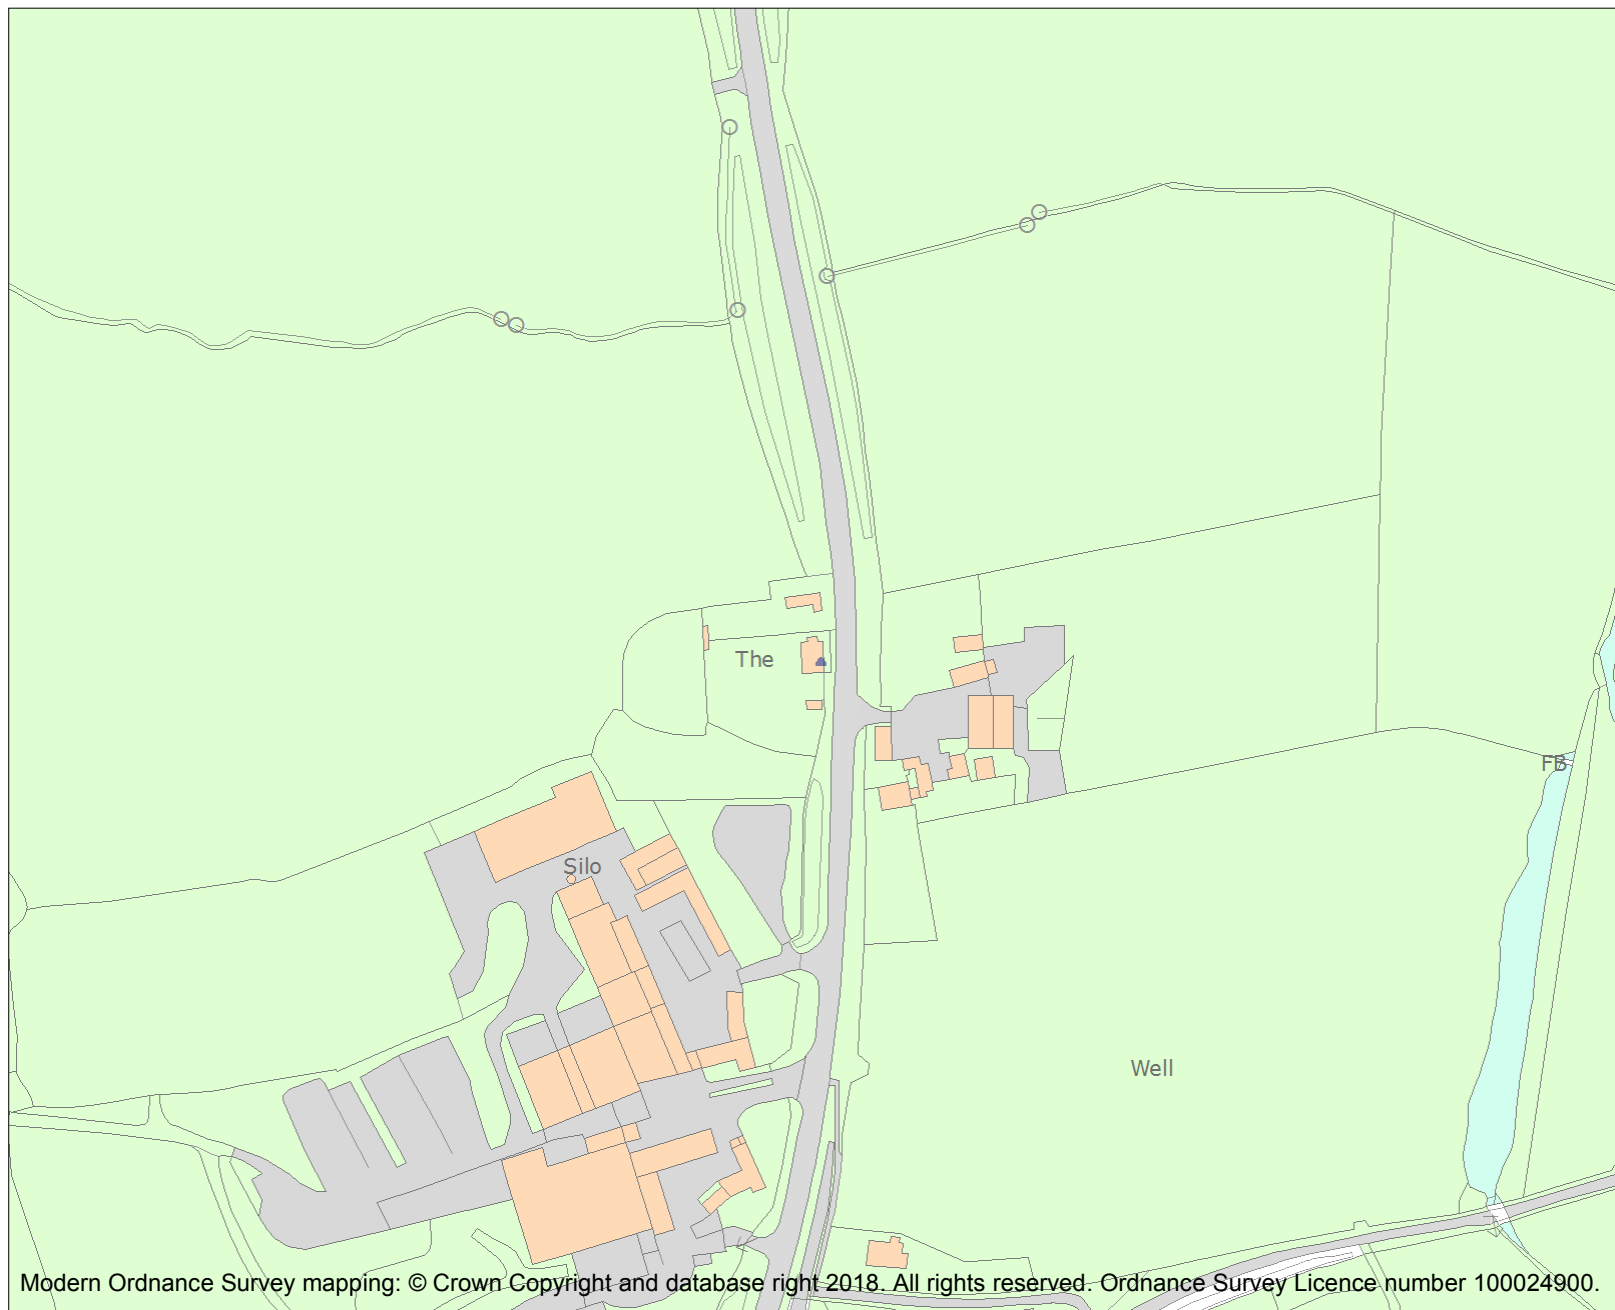 The
FB
Silo
Well
Modern Ordnance Survey mapping: © Crown Copyright and database right 2018. All rights reserved. Ordnance Survey Licence number 100024900.